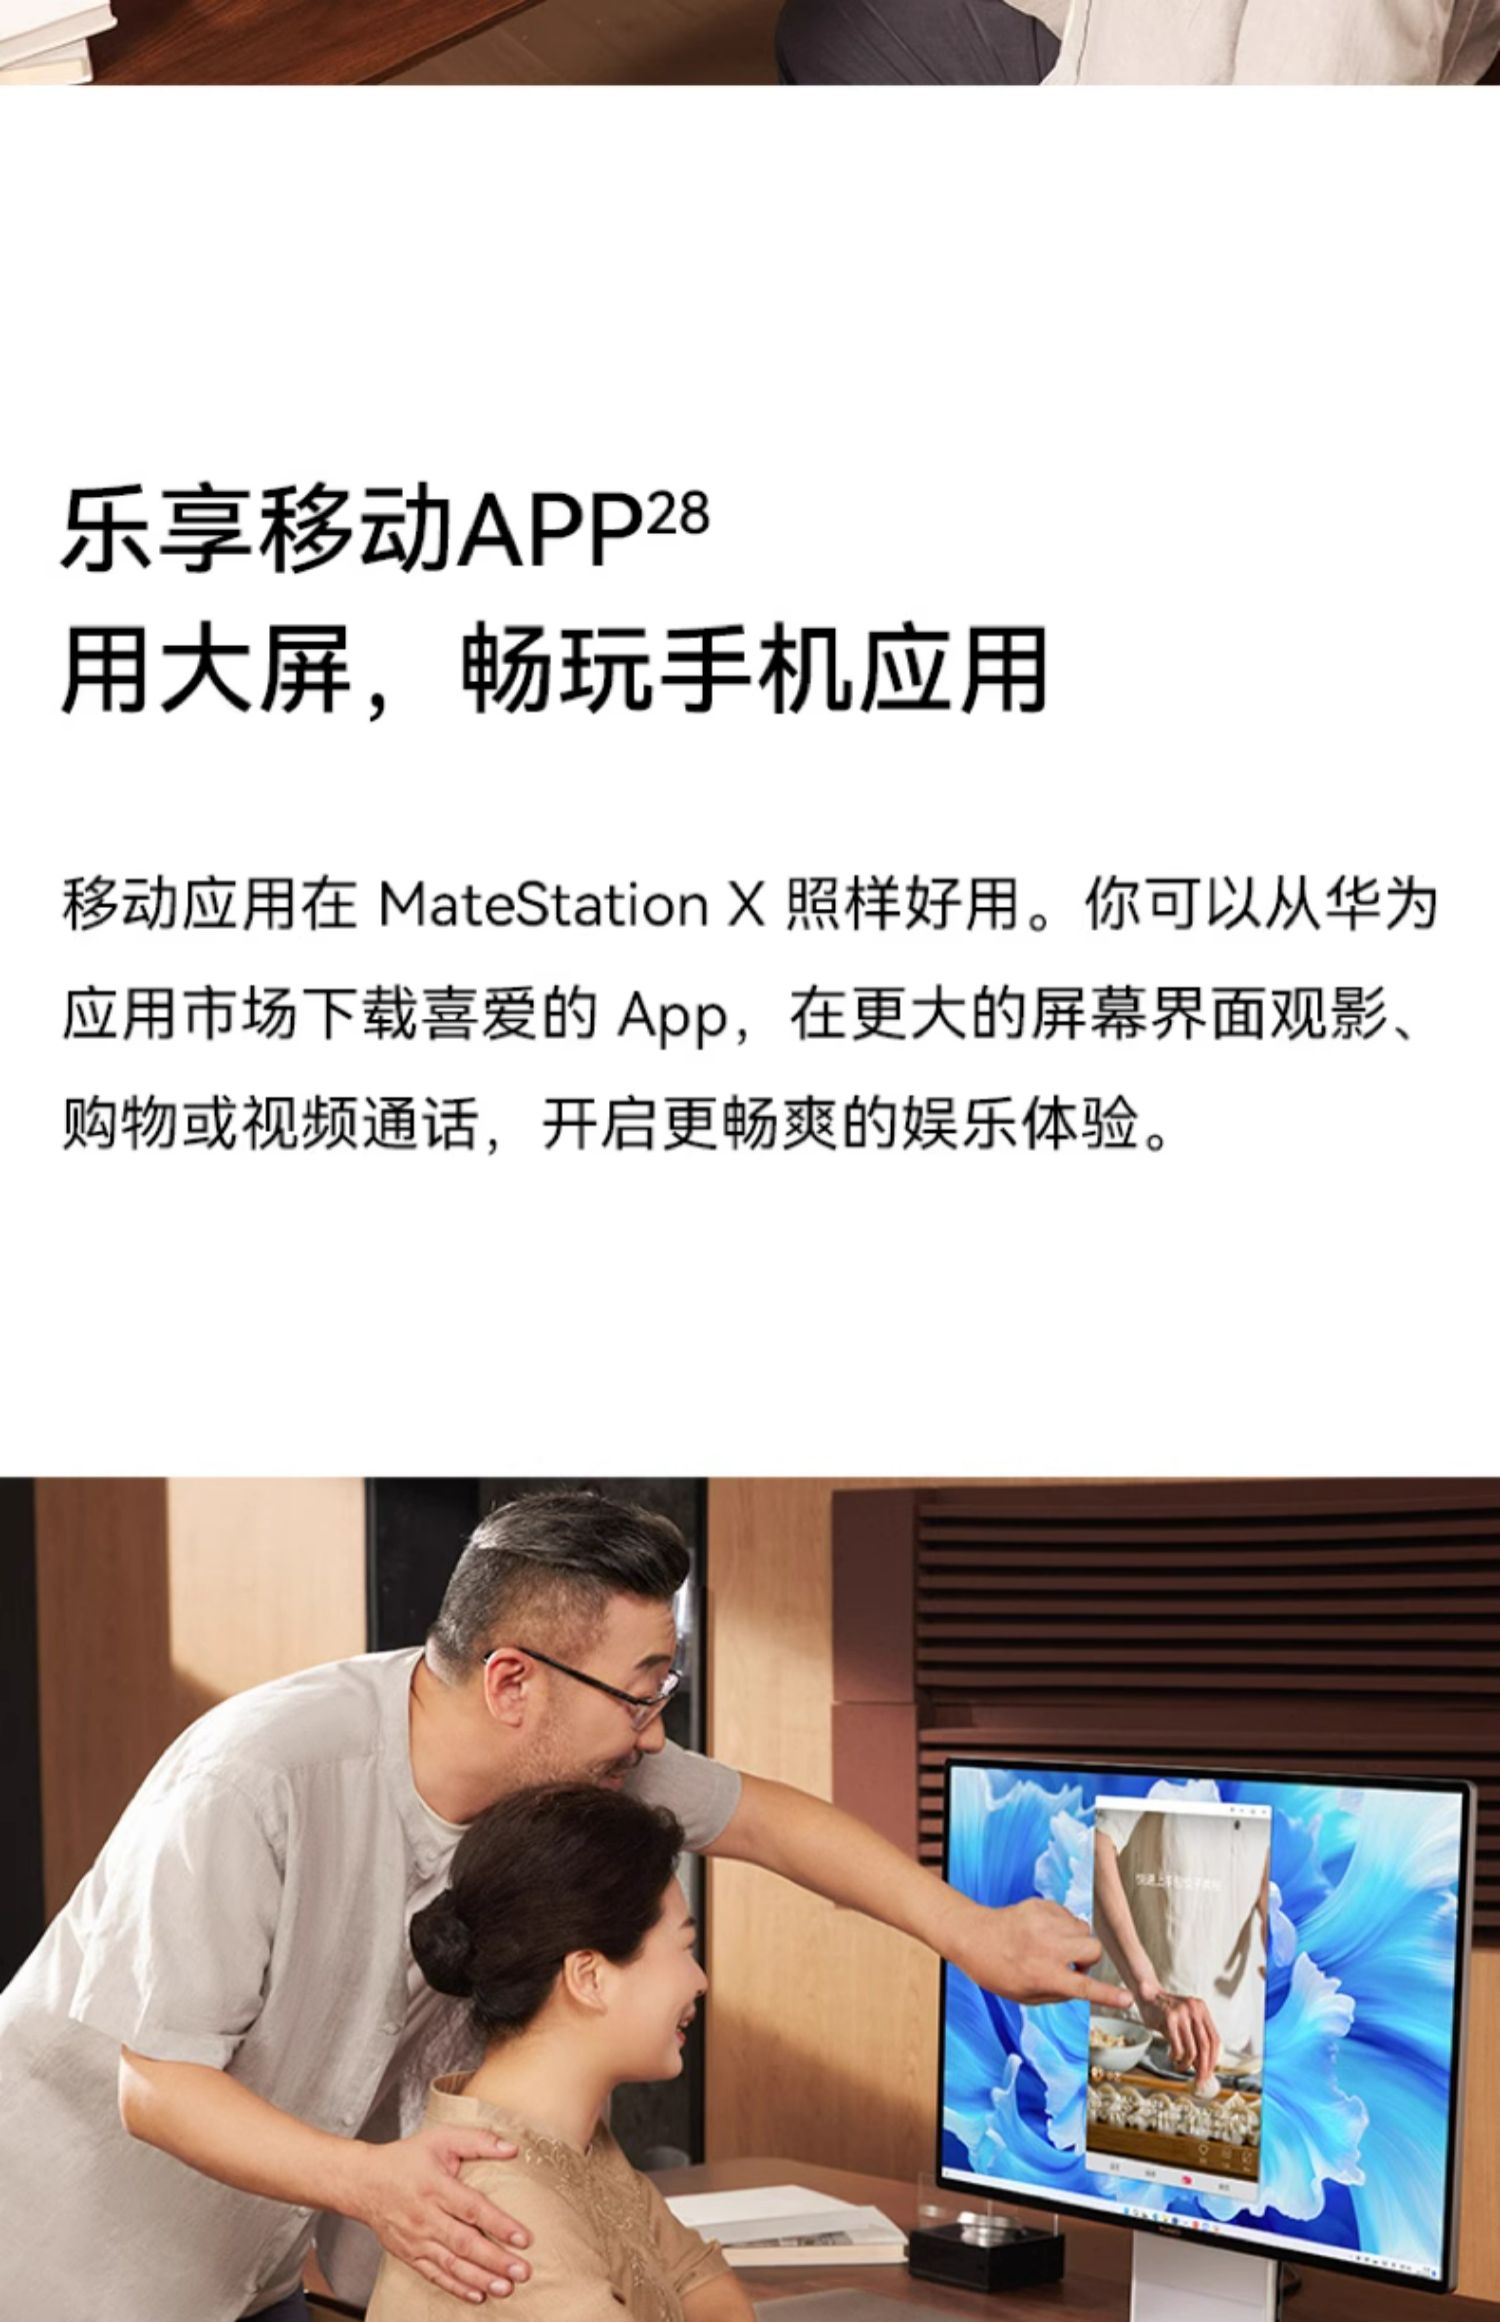 乐享移动APP28
用大屏，畅玩手机应用
移动应用在 MateStation X 照样好用。你可以从华为
应用市场下载喜爱的 App，在更大的屏幕界面观影、
购物或视频通话，开启更畅爽的娱乐体验。